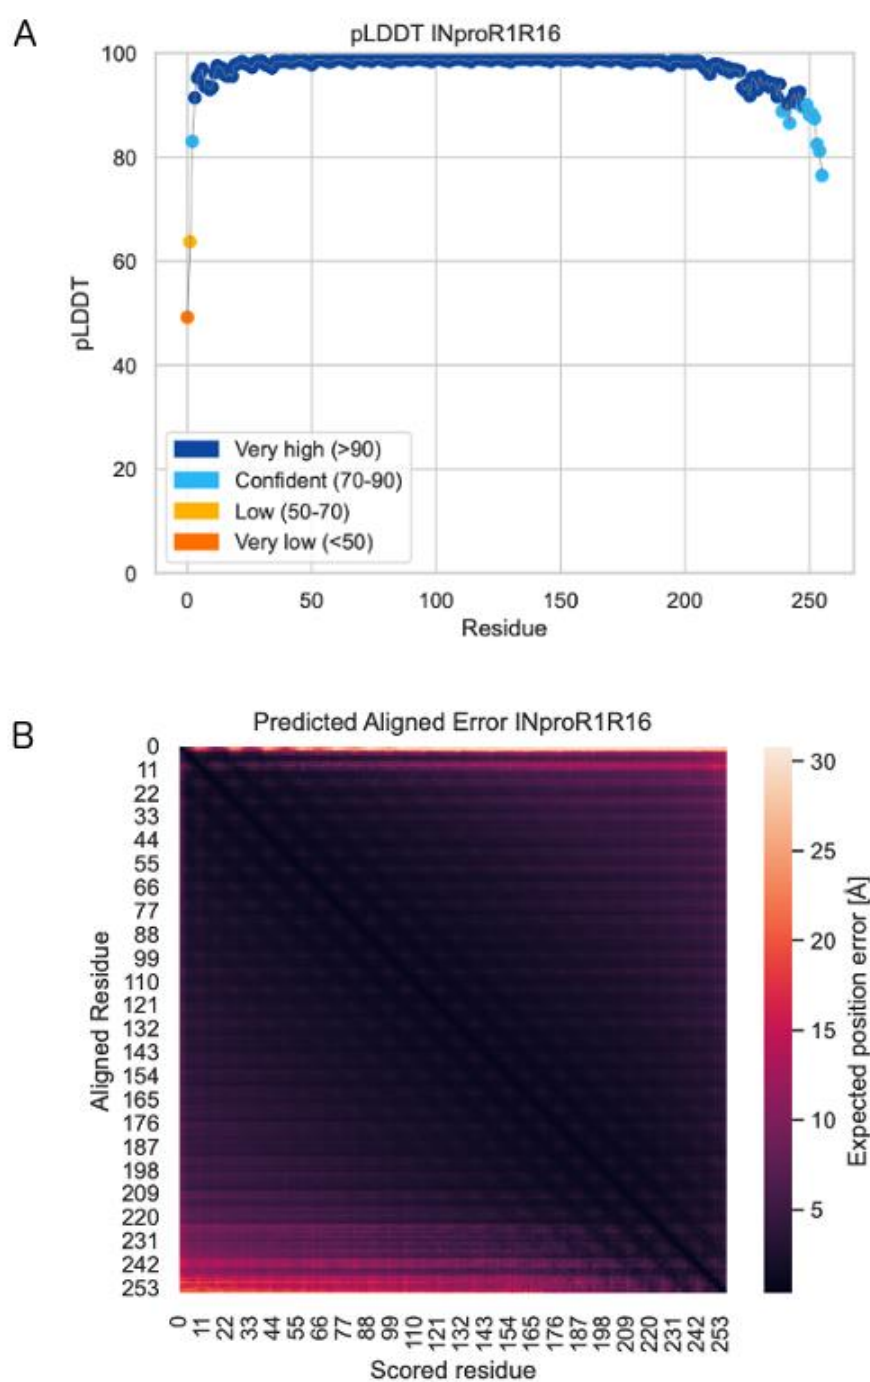 A
pLDDT INproR1R16
100
80
60
40
20
0
pLDDT
Very high (>90)
Confident (70-90)
Low (50-70)
Very low (<50)
0 50 100 150 200 250
Residue
B
Predicted Aligned Error INproR1R16
0
11
22
33
44
55
66
77
88
99
110
121
132
143
154
165
176
187
198
209
220
231
242
253
Aligned Residue
0 11 22 33 44 55 66 77 88 99 110 121 132 143 154 165 176 187 198 209 220 231 242 253
Scored residue
30
25
20
15
10
5
Expected position error [Å]